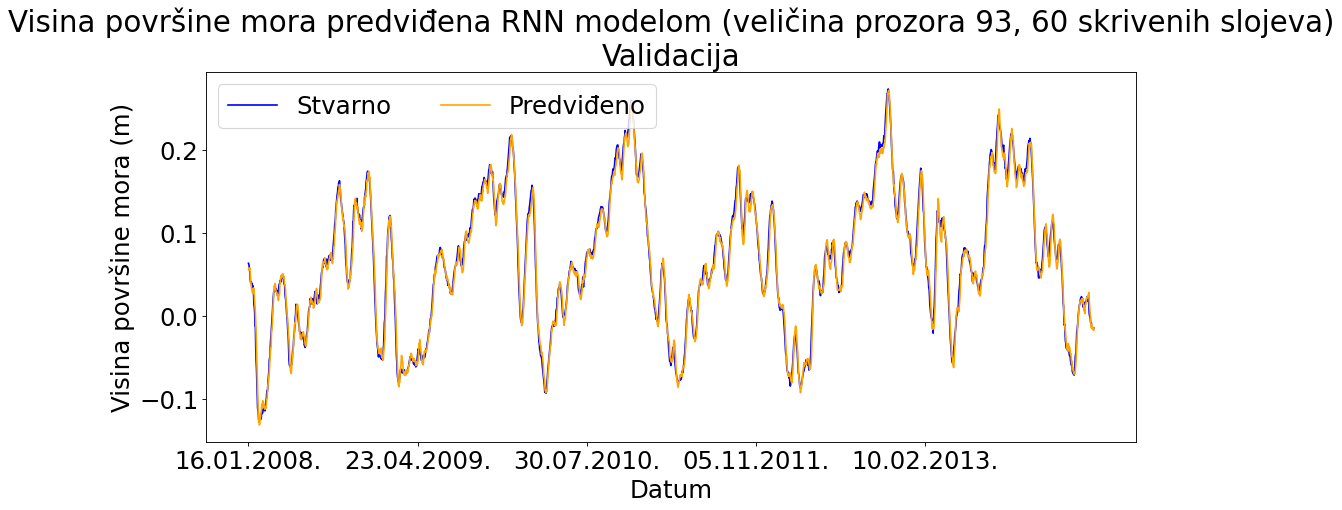 Visina površine mora predviđena RNN modelom (veličina prozora 93, 60 skrivenih slojeva)
Validacija
Stvarno
Predviđeno
Visina površine mora (m)
0.2
0.1
0.0
−0.1
16.01.2008.
23.04.2009.
30.07.2010.
05.11.2011.
10.02.2013.
Datum